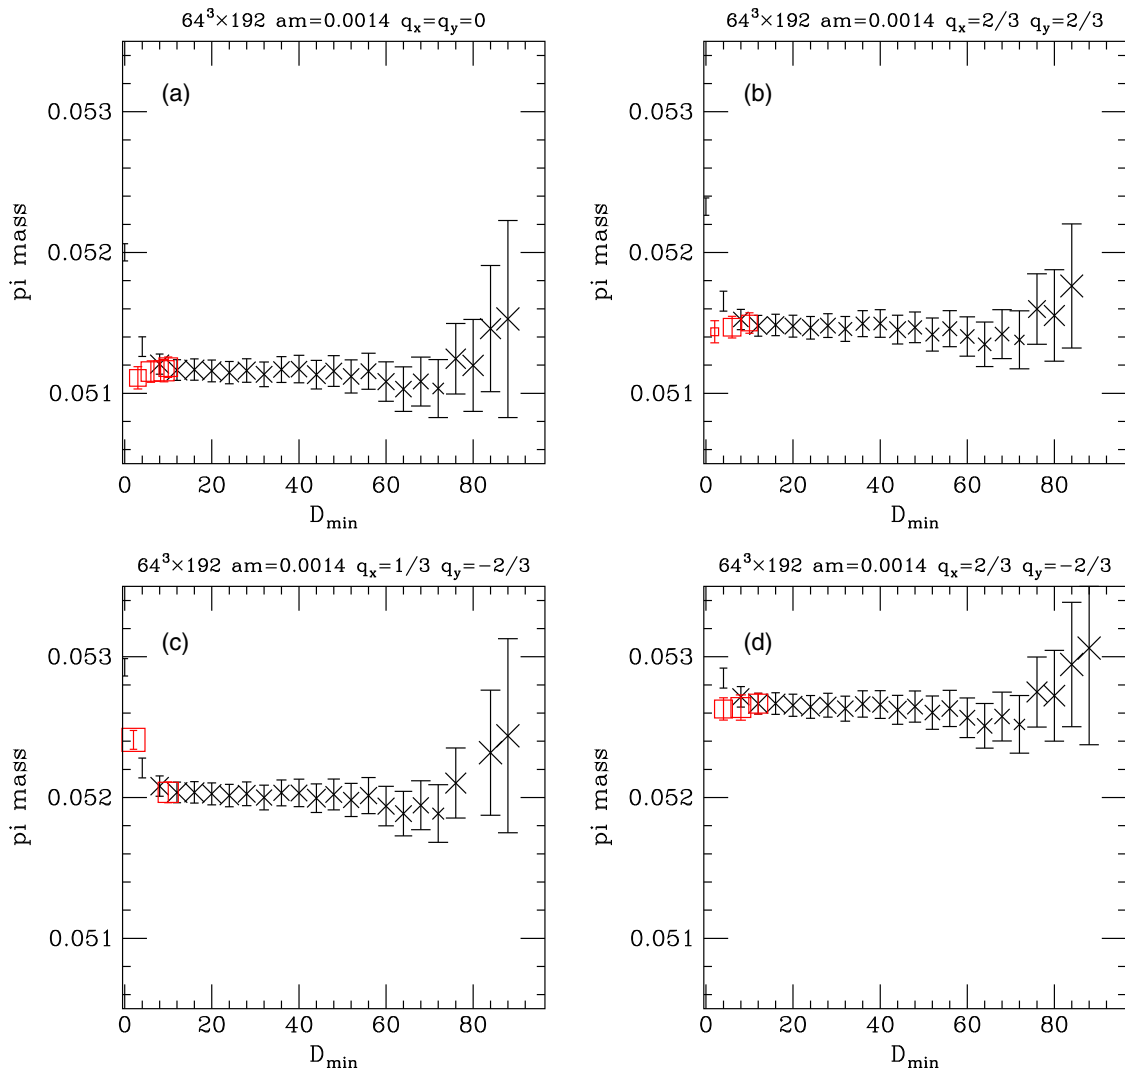 64³×192 am=0.0014 qₓ=q_y=0
(a)
0.053
0.052
0.051
pi mass
0 20 40 60 80
D_min
64³×192 am=0.0014 qₓ=2/3 q_y=2/3
(b)
0.053
0.052
0.051
pi mass
0 20 40 60 80
D_min
64³×192 am=0.0014 qₓ=1/3 q_y=−2/3
(c)
0.053
0.052
0.051
pi mass
0 20 40 60 80
D_min
64³×192 am=0.0014 qₓ=2/3 q_y=−2/3
(d)
0.053
0.052
0.051
pi mass
0 20 40 60 80
D_min